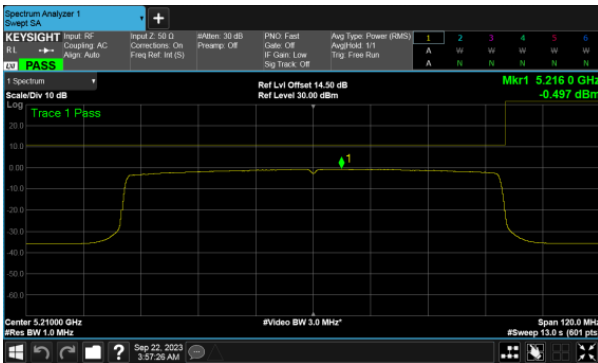 Spectrum Analyzer 1
Swept SA
+
KEYSIGHT Input: RF Input Z: 50 Ω #Atten: 30 dB PNO: Fast Avg Type: Power (RMS) 1 2 3 4 5 6
RL Coupling: AC Corrections: On Preamp: Off Gate: Off Avg|Hold: 1/1 A W W W W W
Align: Auto Freq Ref: Int (S) IF Gain: Low Trig: Free Run
LM PASS Sig Track: Off A N N N N N
1 Spectrum Ref Lvl Offset 14.50 dB Mkr1 5.216 0 GHz
Scale/Div 10 dB Ref Level 30.00 dBm -0.497 dBm
Log
Trace 1 Pass
20.0
10.0
1
0.00
-10.0
-20.0
-30.0
-40.0
-50.0
-60.0
Center 5.21000 GHz #Video BW 3.0 MHz* Span 120.0 MHz
#Res BW 1.0 MHz #Sweep 13.0 s (601 pts)
? Sep 22, 2023
3:57:26 AM